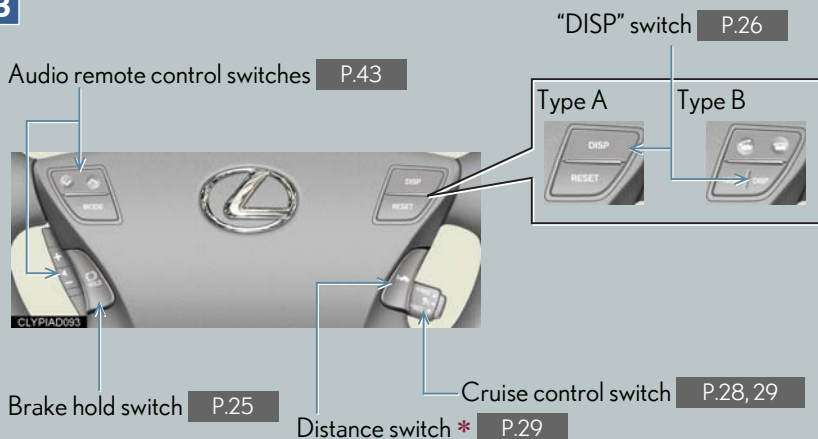 B
“DISP” switch P.26
Audio remote control switches P.43
Type A Type B
DISP
RESET
DISP
MODE
DISP
RESET
+
-
CLYPIAD093
Brake hold switch P.25
Cruise control switch P.28, 29
Distance switch * P.29